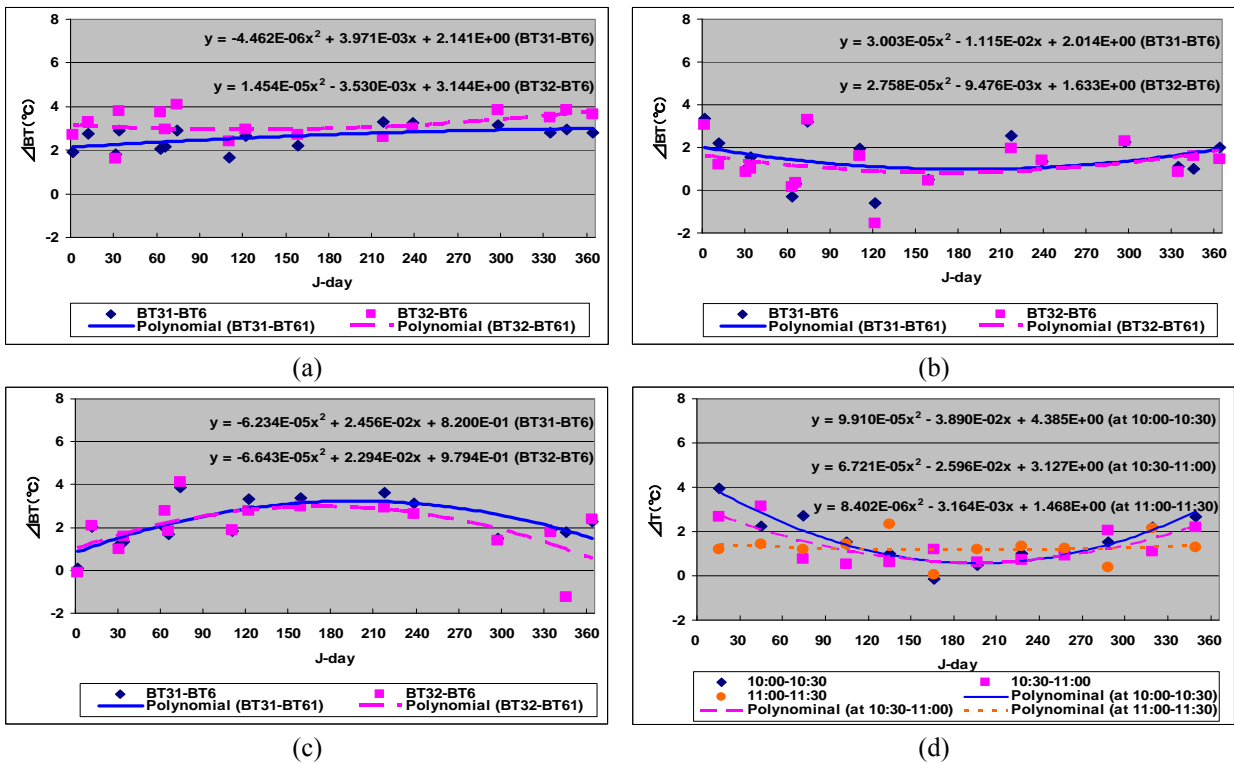 8
y = -4.462E-06x² + 3.971E-03x + 2.141E+00 (BT31-BT6)
6
y = 1.454E-05x² - 3.530E-03x + 3.144E+00 (BT32-BT6)
4
2
0
-2
⊿BT(℃)
0 30 60 90 120 150 180 210 240 270 300 330 360
J-day
BT31-BT6 BT32-BT6
Polynomial (BT31-BT61) Polynomial (BT32-BT61)
(a)
8
y = 3.003E-05x² - 1.115E-02x + 2.014E+00 (BT31-BT6)
6
y = 2.758E-05x² - 9.476E-03x + 1.633E+00 (BT32-BT6)
4
2
0
-2
⊿BT(℃)
0 30 60 90 120 150 180 210 240 270 300 330 360
J-day
BT31-BT6 BT32-BT6
Polynomial (BT31-BT61) Polynomial (BT32-BT61)
(b)
8
y = -6.234E-05x² + 2.456E-02x + 8.200E-01 (BT31-BT6)
6
y = -6.643E-05x² + 2.294E-02x + 9.794E-01 (BT32-BT6)
4
2
0
-2
⊿BT(℃)
0 30 60 90 120 150 180 210 240 270 300 330 360
J-day
BT31-BT6 BT32-BT6
Polynomial (BT31-BT61) Polynomial (BT32-BT61)
(c)
8
y = 9.910E-05x² - 3.890E-02x + 4.385E+00 (at 10:00-10:30)
6
y = 6.721E-05x² - 2.596E-02x + 3.127E+00 (at 10:30-11:00)
4
y = 8.402E-06x² - 3.164E-03x + 1.468E+00 (at 11:00-11:30)
2
0
-2
⊿T(℃)
0 30 60 90 120 150 180 210 240 270 300 330 360
J-day
10:00-10:30 10:30-11:00
11:00-11:30 Polynominal (at 10:00-10:30)
Polynominal (at 10:30-11:00) Polynominal (at 11:00-11:30)
(d)